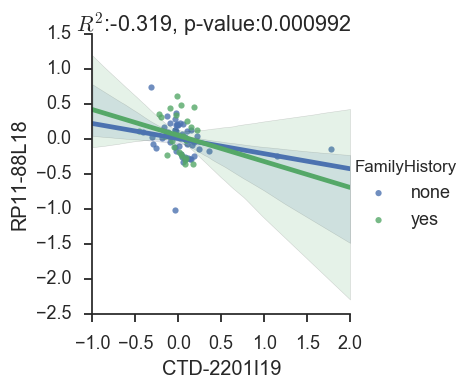 R²:-0.319, p-value:0.000992
1.5
1.0
0.5
0.0
−0.5
−1.0
−1.5
−2.0
−2.5
RP11-88L18
FamilyHistory
none
yes
−1.0 −0.5 0.0 0.5 1.0 1.5 2.0
CTD-2201I19